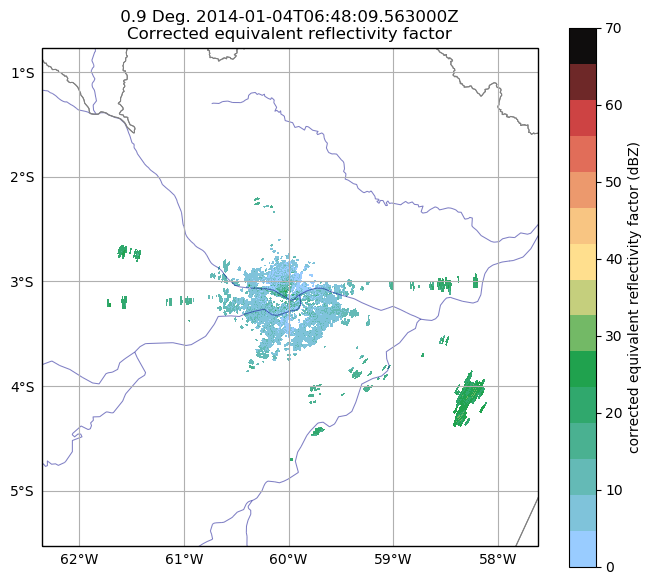 0.9 Deg. 2014-01-04T06:48:09.563000Z
Corrected equivalent reflectivity factor
1°S
2°S
3°S
4°S
5°S
62°W
61°W
60°W
59°W
58°W
70
60
50
40
30
20
10
0
corrected equivalent reflectivity factor (dBZ)